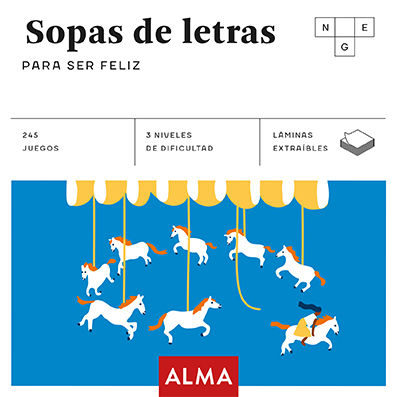 Sopas de letras
PARA SER FELIZ
N E
G
245
JUEGOS
3 NIVELES
DE DIFICULTAD
LÁMINAS
EXTRAÍBLES
ALMA